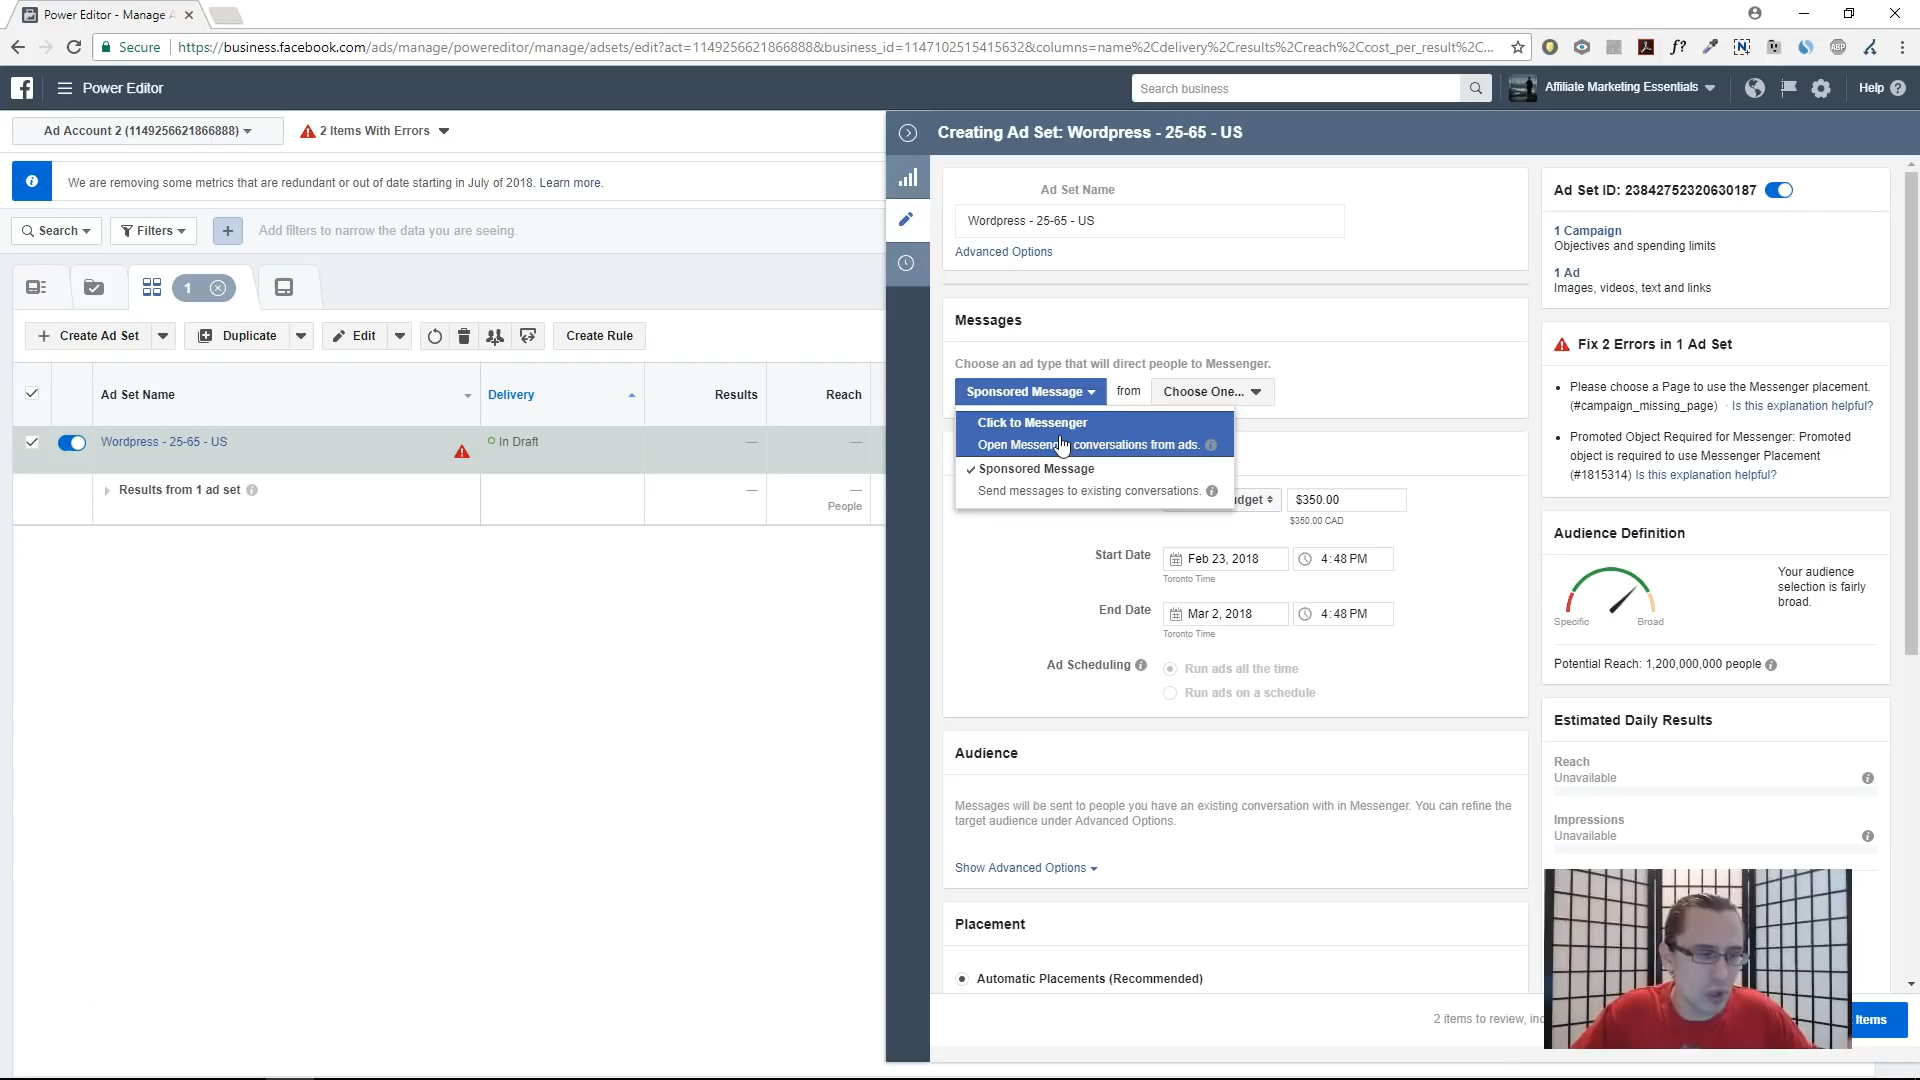 Power Editor - Manage A
Secure
https://business.facebook.com/ads/manage/powereditor/manage/adsets/edit?act=1149256621866888&business_id=1147102515415632&columns=name%2Cdelivery%2Cresults%2Creach%2Ccost_per_result%2C...
Power Editor
Search business
Affiliate Marketing Essentials
Help
Ad Account 2 (1149256621866888)
2 Items With Errors
We are removing some metrics that are redundant or out of date starting in July of 2018. Learn more.
Search
Filters
Add filters to narrow the data you are seeing.
1
Create Ad Set
Duplicate
Edit
Create Rule
Ad Set Name
Delivery
Results
Reach
Wordpress - 25-65 - US
In Draft
—
—
Results from 1 ad set
—
—
People
Creating Ad Set: Wordpress - 25-65 - US
Ad Set Name
Wordpress - 25-65 - US
Advanced Options
Messages
Choose an ad type that will direct people to Messenger.
Sponsored Message
from
Choose One...
Click to Messenger
Open Messenger conversations from ads.
Sponsored Message
Send messages to existing conversations.
$350.00
$350.00 CAD
Start Date
Feb 23, 2018
4:48 PM
Toronto Time
End Date
Mar 2, 2018
4:48 PM
Toronto Time
Ad Scheduling
Run ads all the time
Run ads on a schedule
Audience
Messages will be sent to people you have an existing conversation with in Messenger. You can refine the
target audience under Advanced Options.
Show Advanced Options
Placement
Automatic Placements (Recommended)
2 items to review, inc
Items
Ad Set ID: 23842752320630187
1 Campaign
Objectives and spending limits
1 Ad
Images, videos, text and links
Fix 2 Errors in 1 Ad Set
Please choose a Page to use the Messenger placement.
(#campaign_missing_page) · Is this explanation helpful?
Promoted Object Required for Messenger: Promoted
object is required to use Messenger Placement
(#1815314) Is this explanation helpful?
Audience Definition
Your audience
selection is fairly
broad.
Specific
Broad
Potential Reach: 1,200,000,000 people
Estimated Daily Results
Reach
Unavailable
Impressions
Unavailable